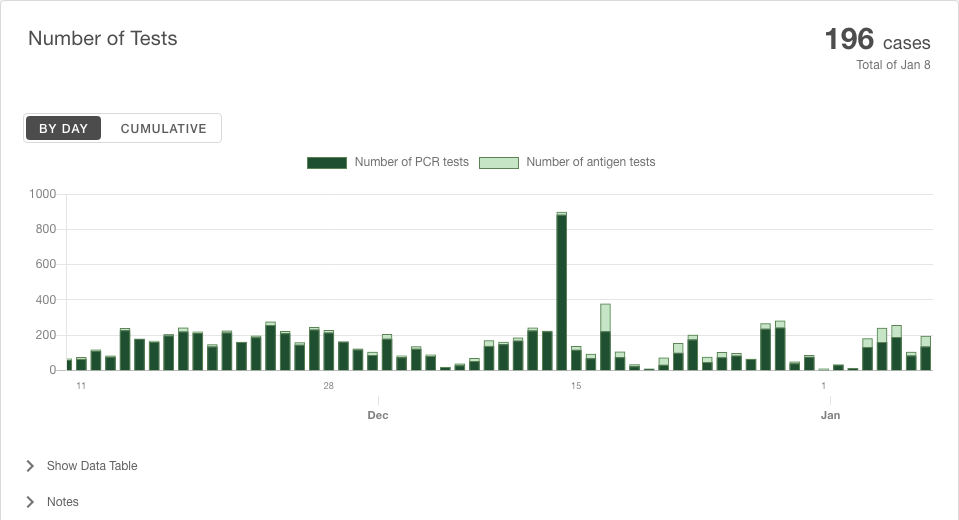 Number of Tests
196 cases
Total of Jan 8
BY DAY CUMULATIVE
Number of PCR tests Number of antigen tests
1000
800
600
400
200
0
11 28 15 1
Dec Jan
Show Data Table
Notes